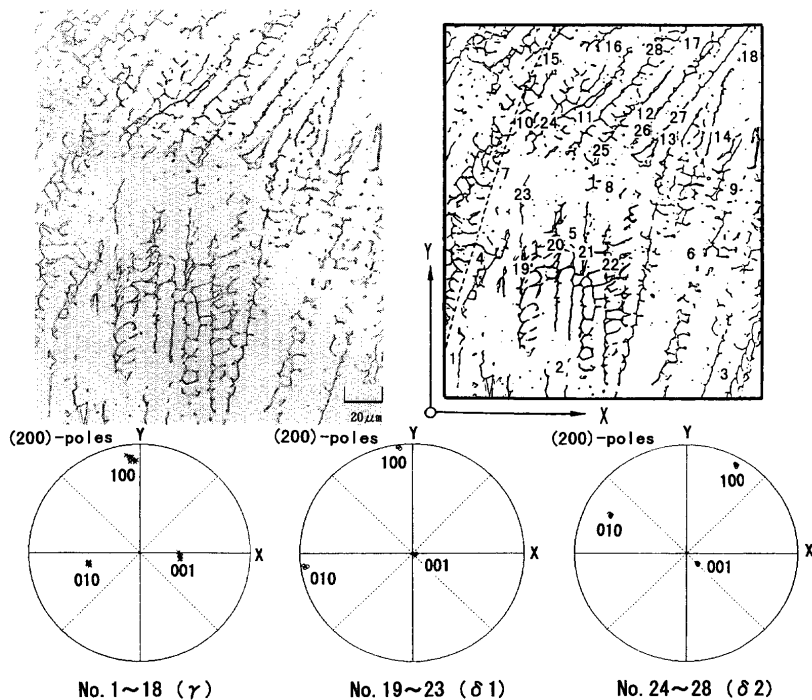 16
28
17
15
18
10
24
11
12
27
26
13
14
25
7
8
9
23
5
20
21
6
4
19
22
1
2
3
Y
X
20μm
(200)-poles
Y
100
X
010
001
No.1~18 (γ)
(200)-poles
Y
100
X
001
010
No.19~23 (δ1)
(200)-poles
Y
100
010
X
001
No.24~28 (δ2)